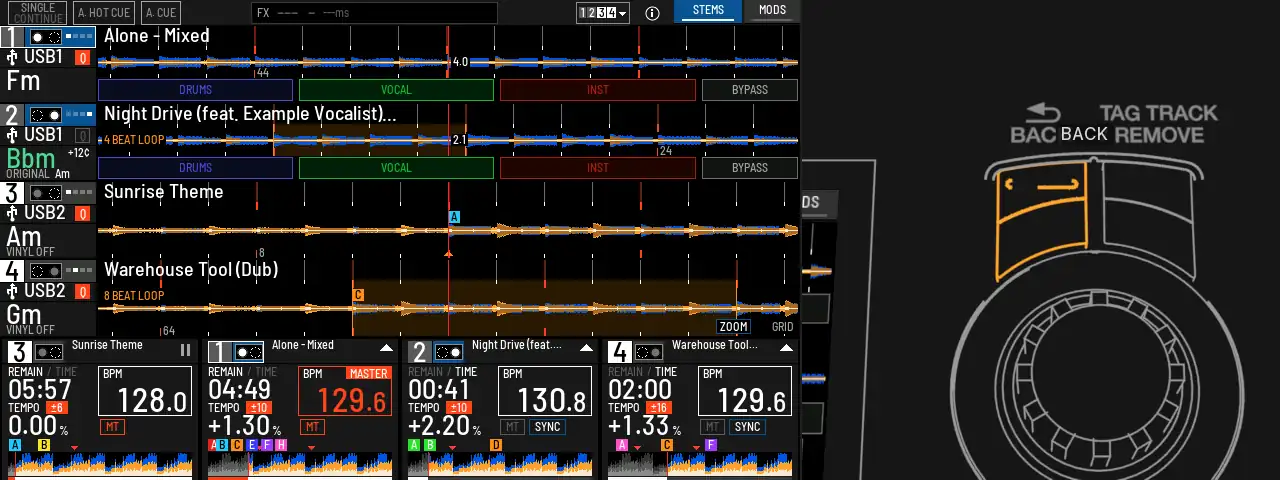 SINGLE
CONTINUE
A. HOT CUE
A. CUE
FX --- - --ms
1 2 3 4
STEMS
MODS
1
USB1
0
Fm
Alone - Mixed
4.0
44
DRUMS
VOCAL
INST
BYPASS
2
USB1
0
Bbm
+12¢
ORIGINAL Am
Night Drive (feat. Example Vocalist)...
4 BEAT LOOP
2.1
24
DRUMS
VOCAL
INST
BYPASS
3
USB2
0
Am
VINYL OFF
Sunrise Theme
A
8
4
USB2
0
Gm
VINYL OFF
Warehouse Tool (Dub)
8 BEAT LOOP
C
64
ZOOM
GRID
3
Sunrise Theme
REMAIN / TIME
05:57
TEMPO ±6
0.00%
BPM
128.0
MT
A B
1
Alone - Mixed
REMAIN / TIME
04:49
TEMPO ±10
+1.30%
BPM
MASTER
129.6
MT
A B C E F H
2
Night Drive (feat....
REMAIN / TIME
00:41
TEMPO ±10
+2.20%
BPM
130.8
MT
SYNC
A B D
4
Warehouse Tool...
REMAIN / TIME
02:00
TEMPO ±16
+1.33%
BPM
129.6
MT
SYNC
A C F
DS
TAG TRACK
BAC BACK REMOVE